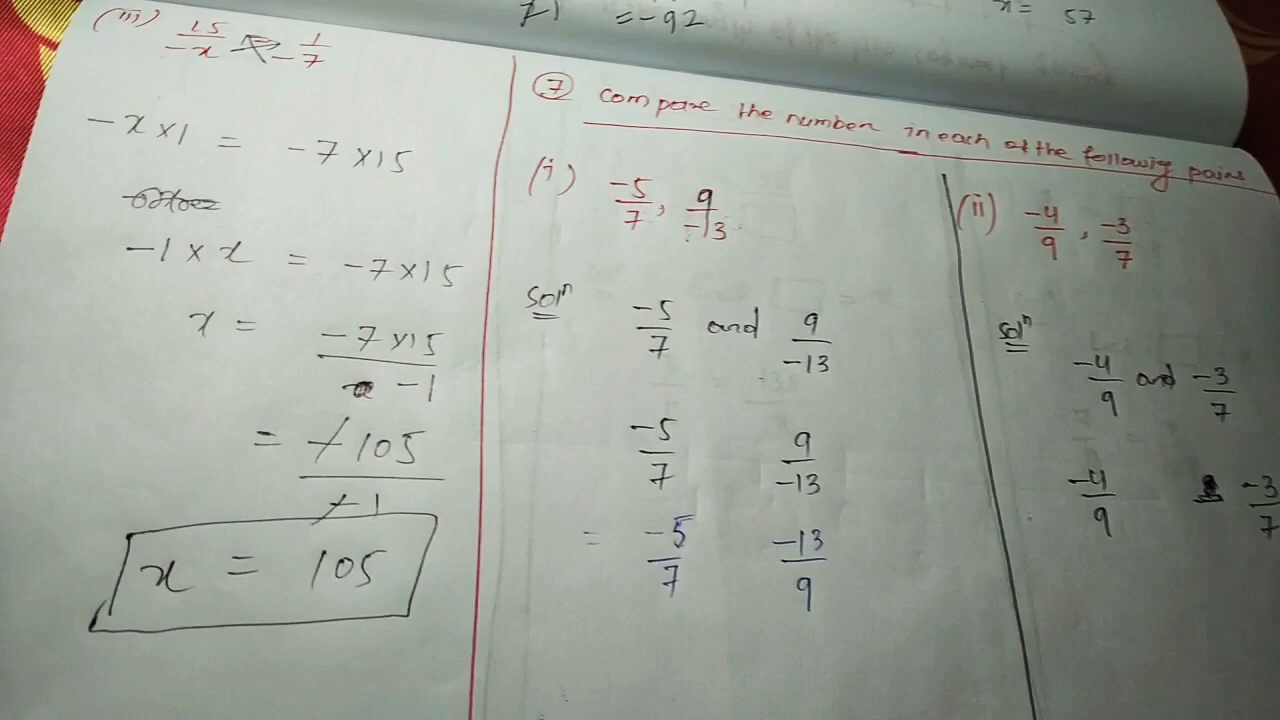 = -92
x = 57
(iii) 15/-x = -1/7
-x × 1 = -7 × 15
-1 × x = -7 × 15
x = -7 × 15 / -1
= -105 / -1
x = 105
⑦ Compare the number in each of the following pairs
(i) -5/7, 9/-13
Solⁿ -5/7 and 9/-13
-5/7 9/-13
= -5/7 -13/9
(ii) -4/9, -3/7
Solⁿ
-4/9 and -3/7
-4/9 -3/7